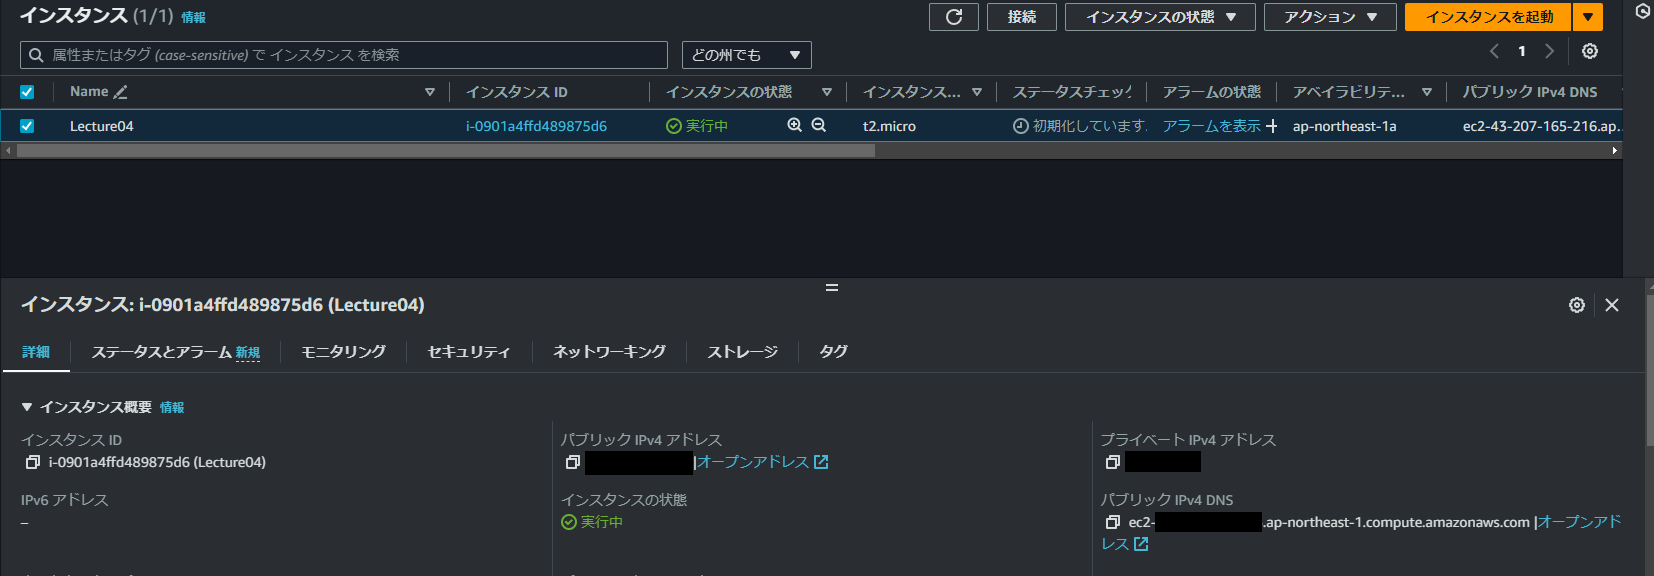 インスタンス (1/1) 情報
接続 インスタンスの状態 アクション インスタンスを起動
属性またはタグ (case-sensitive) で インスタンス を検索 どの州でも 1
Name インスタンス ID インスタンスの状態 インスタンス... ステータスチェック アラームの状態 アベイラビリテ... パブリック IPv4 DNS
Lecture04 i-0901a4ffd489875d6 実行中 t2.micro 初期化しています アラームを表示 ap-northeast-1a ec2-43-207-165-216.ap...
インスタンス: i-0901a4ffd489875d6 (Lecture04)
詳細 ステータスとアラーム 新規 モニタリング セキュリティ ネットワーキング ストレージ タグ
インスタンス概要 情報
インスタンス ID パブリック IPv4 アドレス プライベート IPv4 アドレス
i-0901a4ffd489875d6 (Lecture04) |オープンアドレス
IPv6 アドレス インスタンスの状態 パブリック IPv4 DNS
– 実行中 ec2- .ap-northeast-1.compute.amazonaws.com |オープンアド
レス